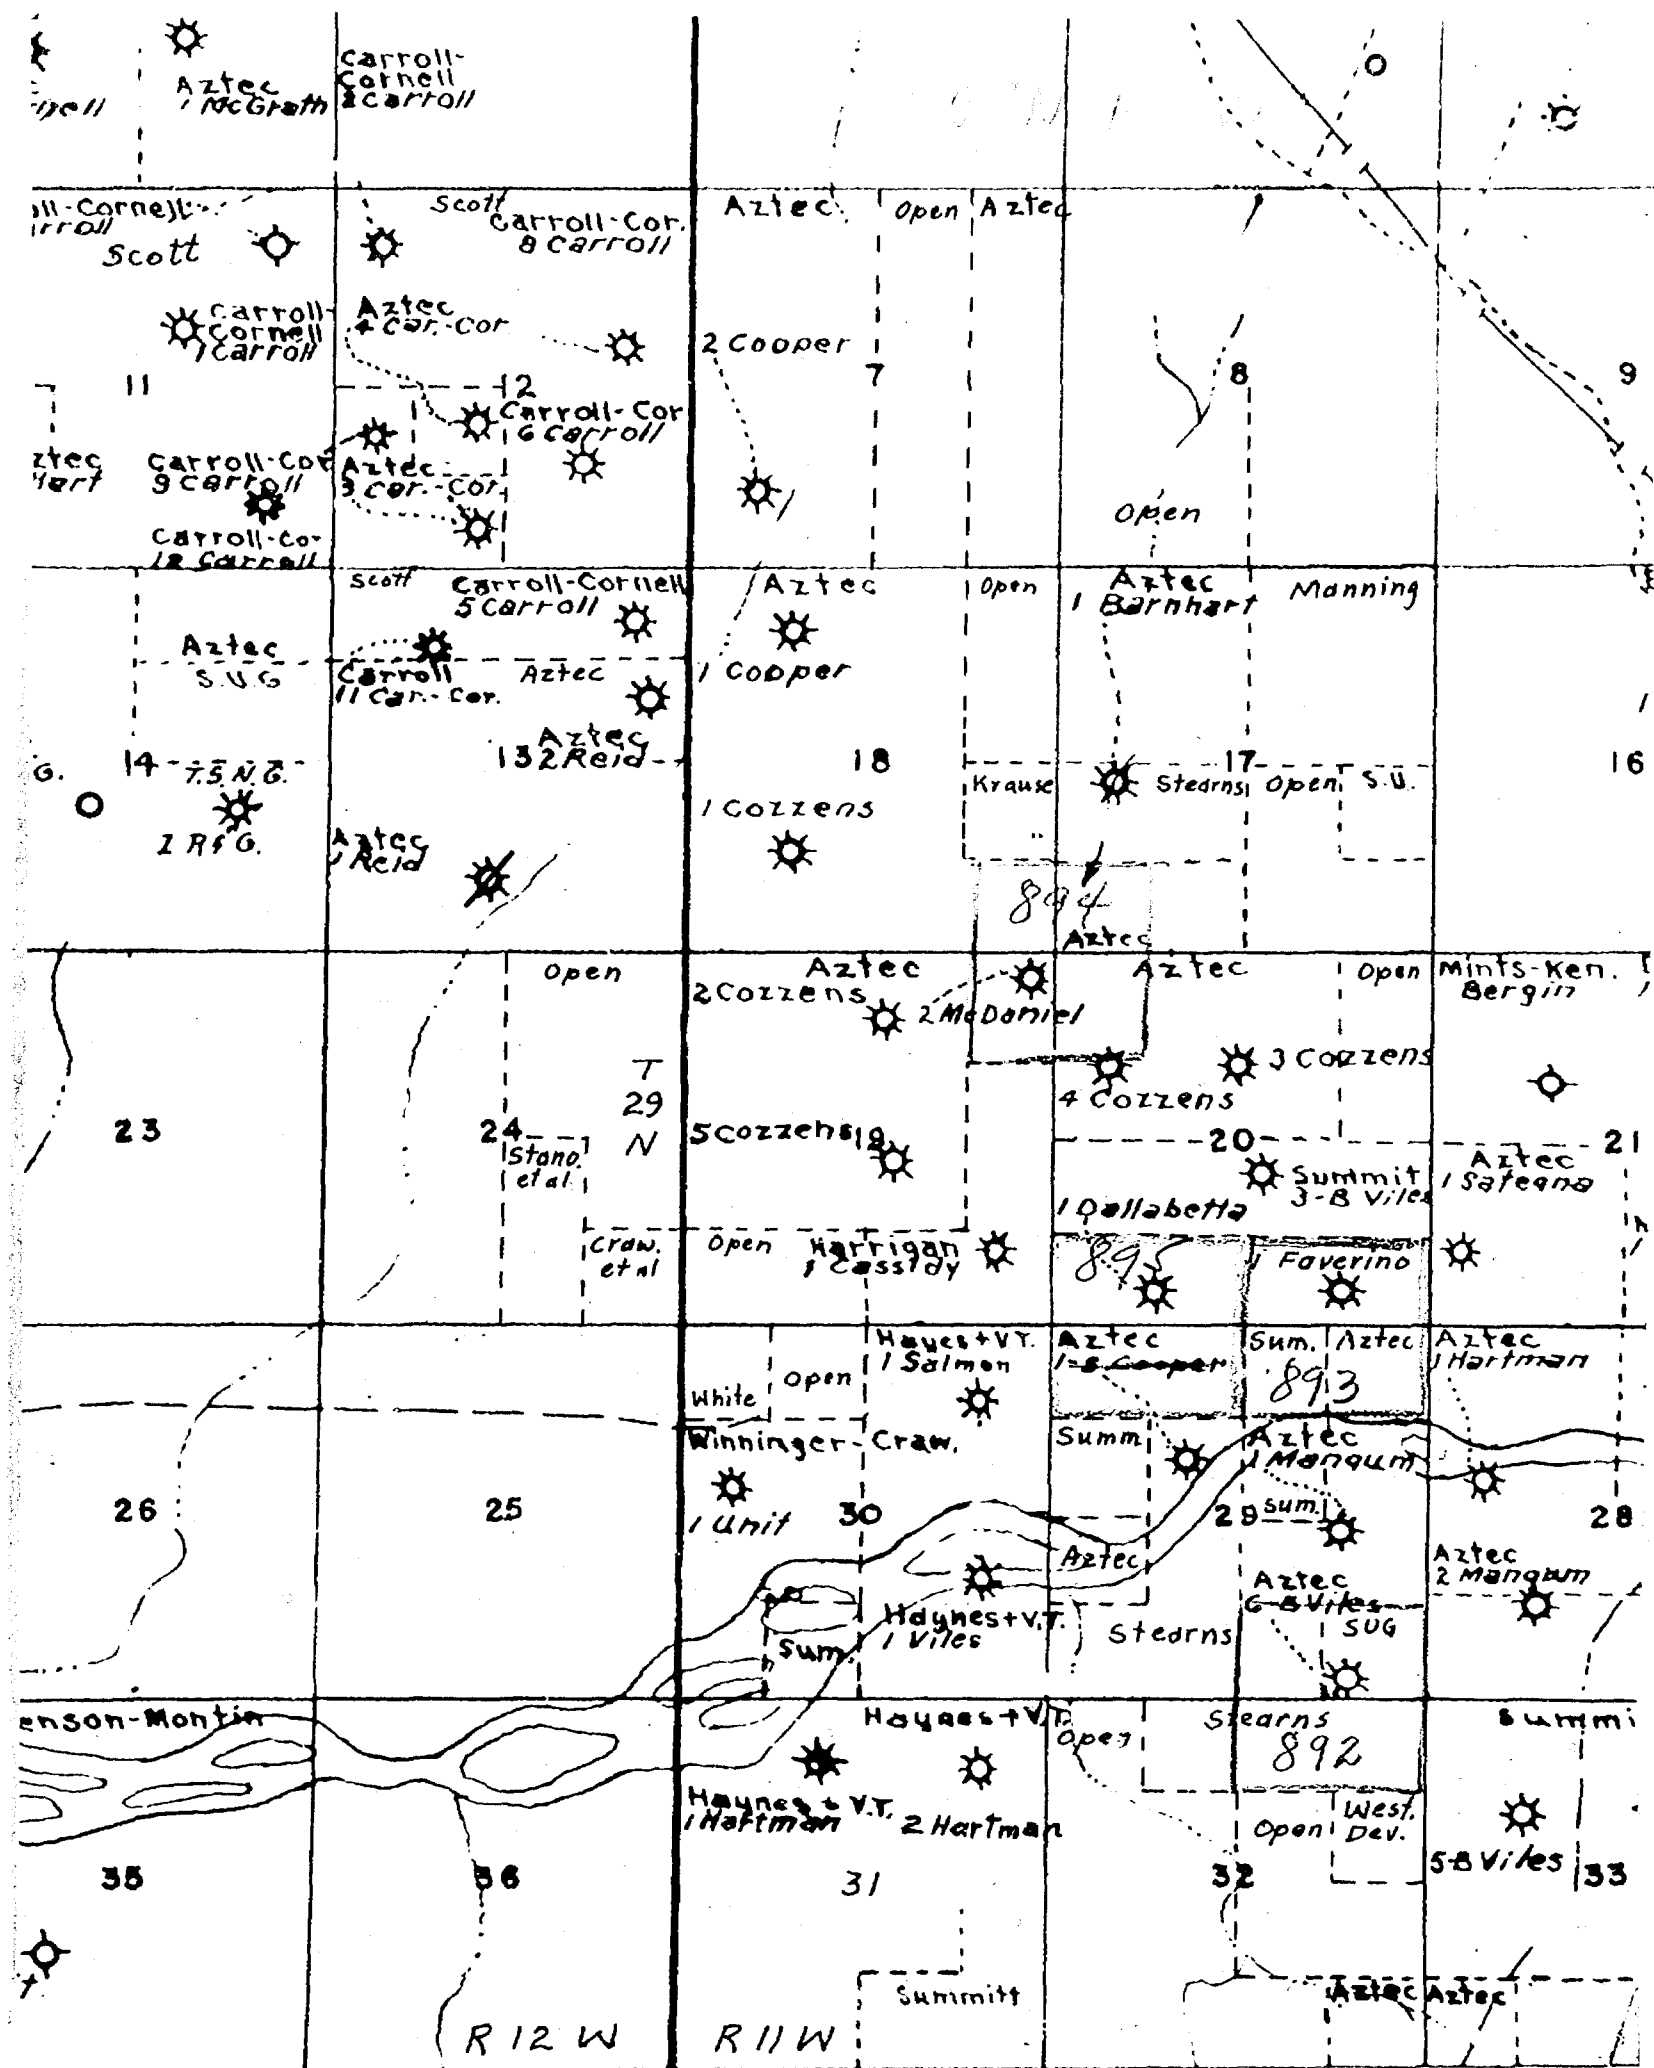 Aztec
1 McGrath
Carroll-
Cornell
2 Carroll
Scott
Scott
Carroll-Cor.
8 Carroll
Aztec
Open
Aztec
Carroll-
Cornell
1 Carroll
Aztec
4 Car.-Cor.
2 Cooper
11
12
7
8
9
Carroll-Cor
6 Carroll
Carroll-Cor
9 Carroll
Aztec
3 Car.-Cor.
Open
Carroll-Co-
12 Carroll
Scott
Carroll-Cornell
5 Carroll
Aztec
Open
Aztec
1 Barnhart
Manning
Aztec
S.U.G
Carroll
11 Car.-Cor.
Aztec
1 Cooper
Aztec
2 Reid
G.
14
T.S.N.G.
13
18
17
16
Krause
Stearns
Open
S.U.
1 Cozzens
Aztec
1 Reid
894
Aztec
Open
Aztec
2 Cozzens
2 McDaniel
Aztec
Open
Mints-Ken.
Bergin
T
29
N
3 Cozzens
4 Cozzens
23
24
5 Cozzens
19
20
21
Stano.
et al
Summit
3-B Viles
Aztec
1 Sategna
1 Dallabetta
Craw.
et al
Open
Harrigan
1 Cassidy
895
1 Faverino
Hayes+V.T.
1 Salmon
Aztec
1-B Cooper
Sum.
Aztec
893
Aztec
1 Hartman
White
Open
Winninger-Craw.
Summ
Aztec
1 Mangum
26
25
1 Unit
30
29
Sum.
28
Aztec
Aztec
6-B Viles
SUG
Aztec
2 Mangum
Haynes+V.T.
1 Viles
Sum.
Stearns
enson-Montin
Haynes+V.T.
Open
Stearns
892
Summi
Haynes+V.T.
1 Hartman
2 Hartman
Open
West.
Dev.
5-B Viles
35
36
31
32
33
Summitt
Aztec
Aztec
R 12 W
R 11 W